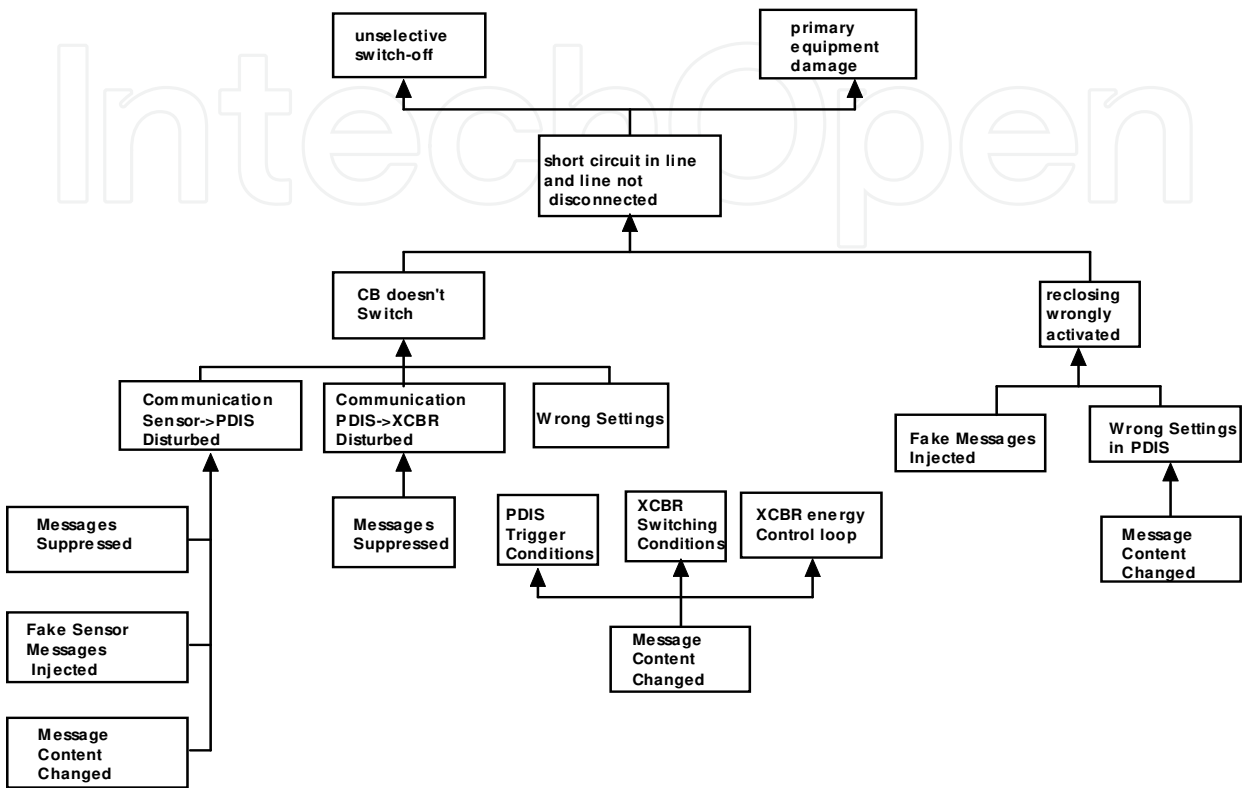 IntechOpen
unselective
switch-off
primary
equipment
damage
short circuit in line
and line not
disconnected
CB doesn't
Switch
reclosing
wrongly
activated
Communication
Sensor->PDIS
Disturbed
Communication
PDIS->XCBR
Disturbed
Wrong Settings
Fake Messages
Injected
Wrong Settings
in PDIS
Messages
Suppressed
Messages
Suppressed
PDIS
Trigger
Conditions
XCBR
Switching
Conditions
XCBR energy
Control loop
Message
Content
Changed
Fake Sensor
Messages
Injected
Message
Content
Changed
Message
Content
Changed